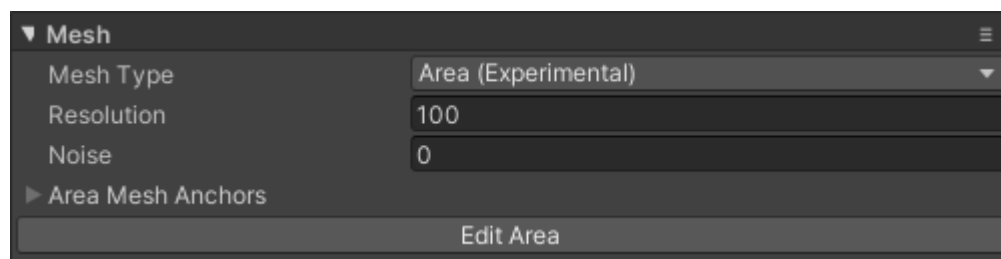 Mesh
Mesh Type Area (Experimental)
Resolution 100
Noise 0
Area Mesh Anchors
Edit Area